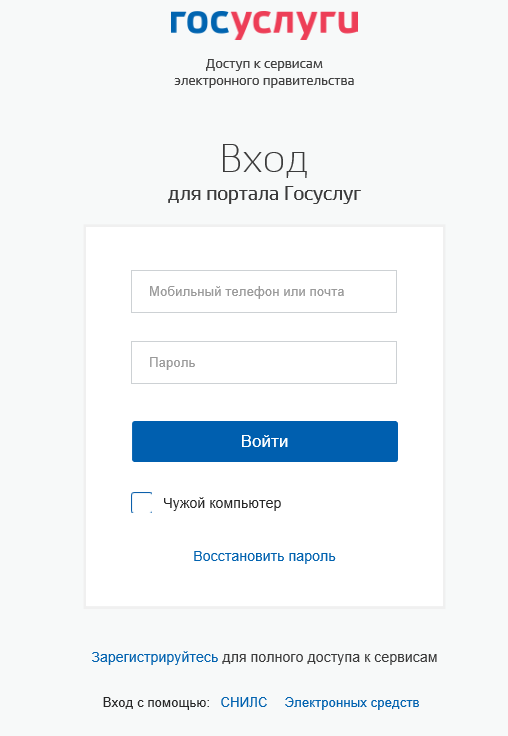 госуслуги
Доступ к сервисам
электронного правительства
Вход
для портала Госуслуг
Мобильный телефон или почта
Пароль
Войти
Чужой компьютер
Восстановить пароль
Зарегистрируйтесь для полного доступа к сервисам
Вход с помощью: СНИЛС Электронных средств